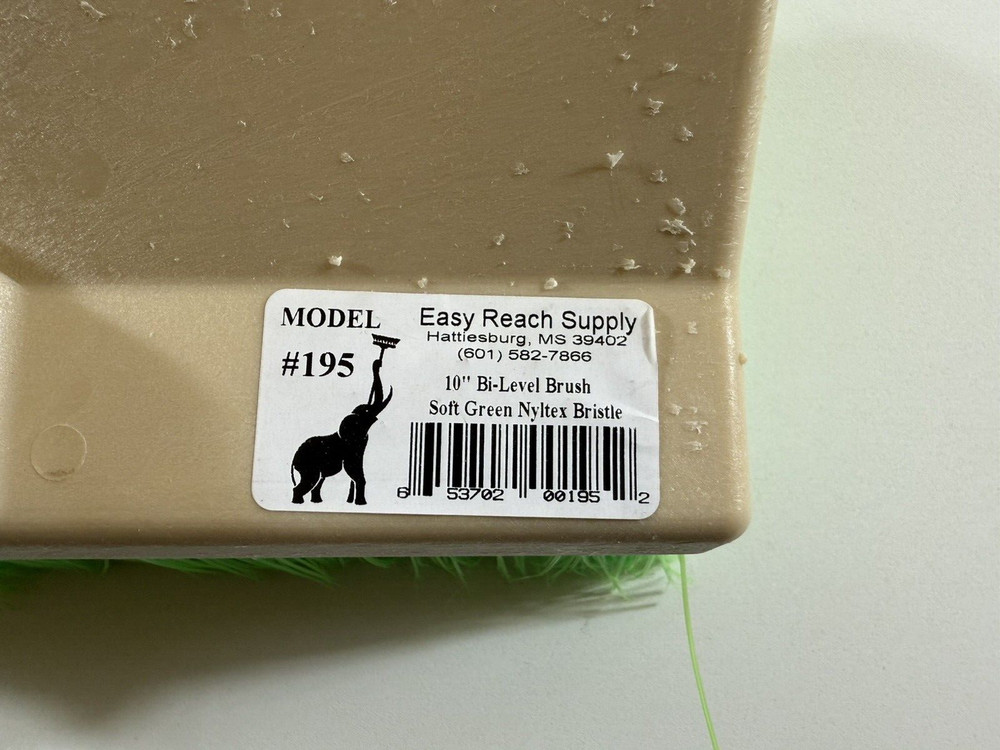 MODEL
#195
Easy Reach Supply
Hattiesburg, MS 39402
(601) 582-7866
10" Bi-Level Brush
Soft Green Nyltex Bristle
6 53702 00195 2